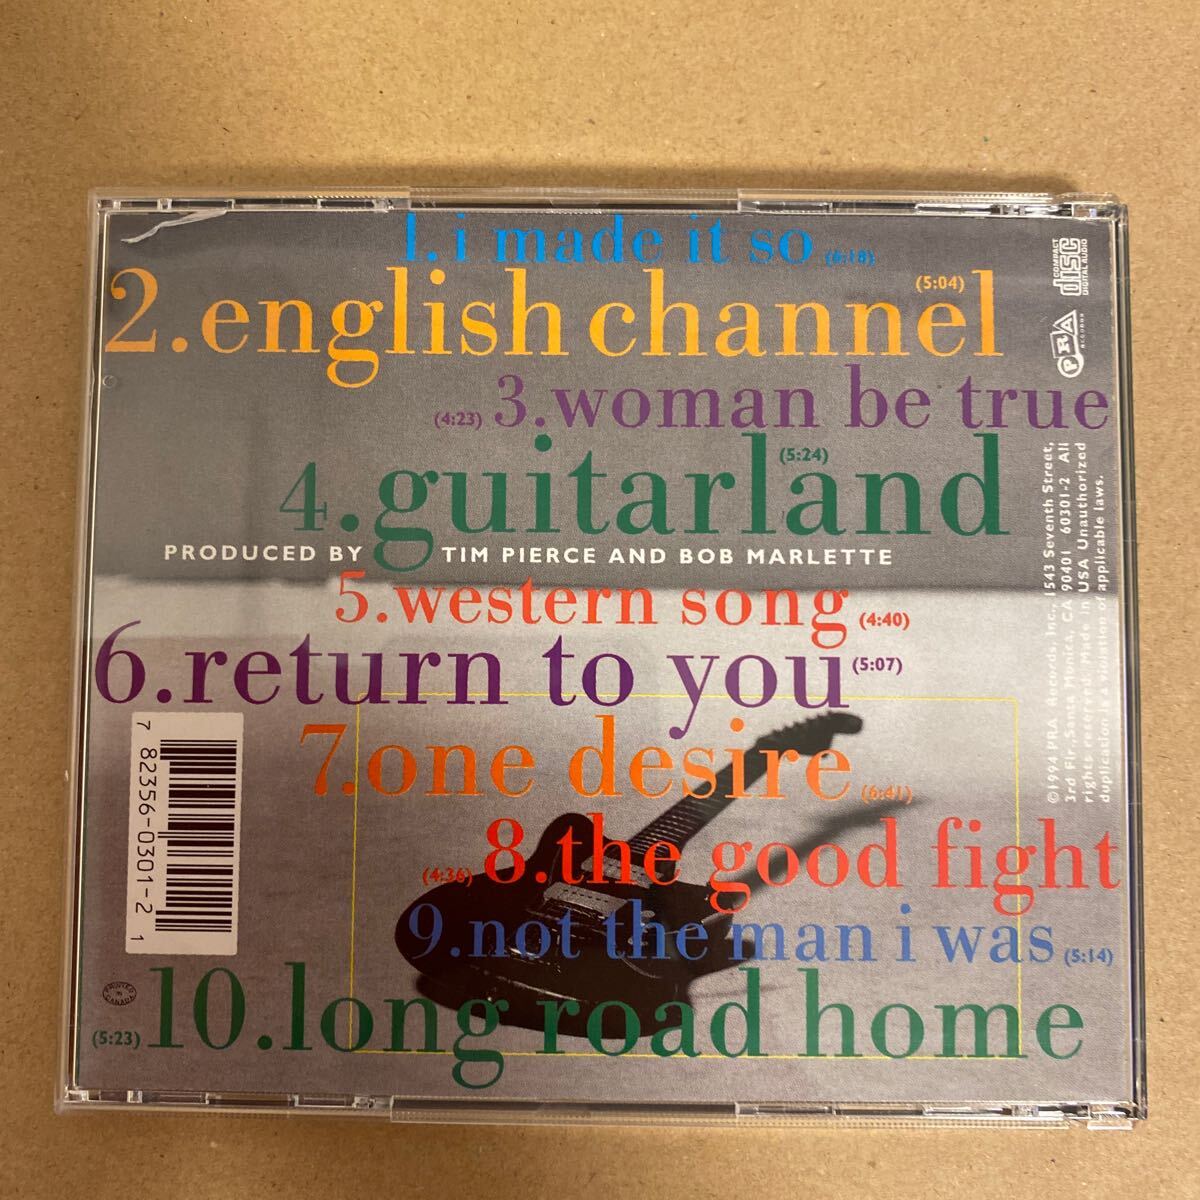 1. i made it so (6:18)
(5:04)
2. english channel
(4:23) 3. woman be true
(5:24)
4. guitarland
PRODUCED BY TIM PIERCE AND BOB MARLETTE
5. western song (4:40)
6. return to you (5:07)
7. one desire (6:41)
(4:36) 8. the good fight
9. not the man i was (5:14)
(5:23) 10. long road home
7 82356-0301-2 1
PRINTED IN CANADA
COMPACT
disc
DIGITAL AUDIO
PRA
RECORDS
©1994 PRA Records, Inc., 1543 Seventh Street,
3rd Flr., Santa Monica, CA 90401 60301-2 All
rights reserved. Made in USA Unauthorized
duplication is a violation of applicable laws.